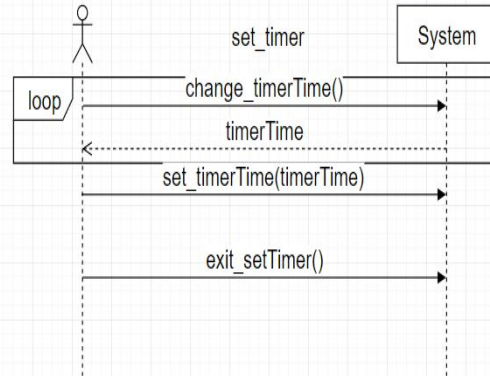 set_timer
System
loop
change_timerTime()
timerTime
set_timerTime(timerTime)
exit_setTimer()